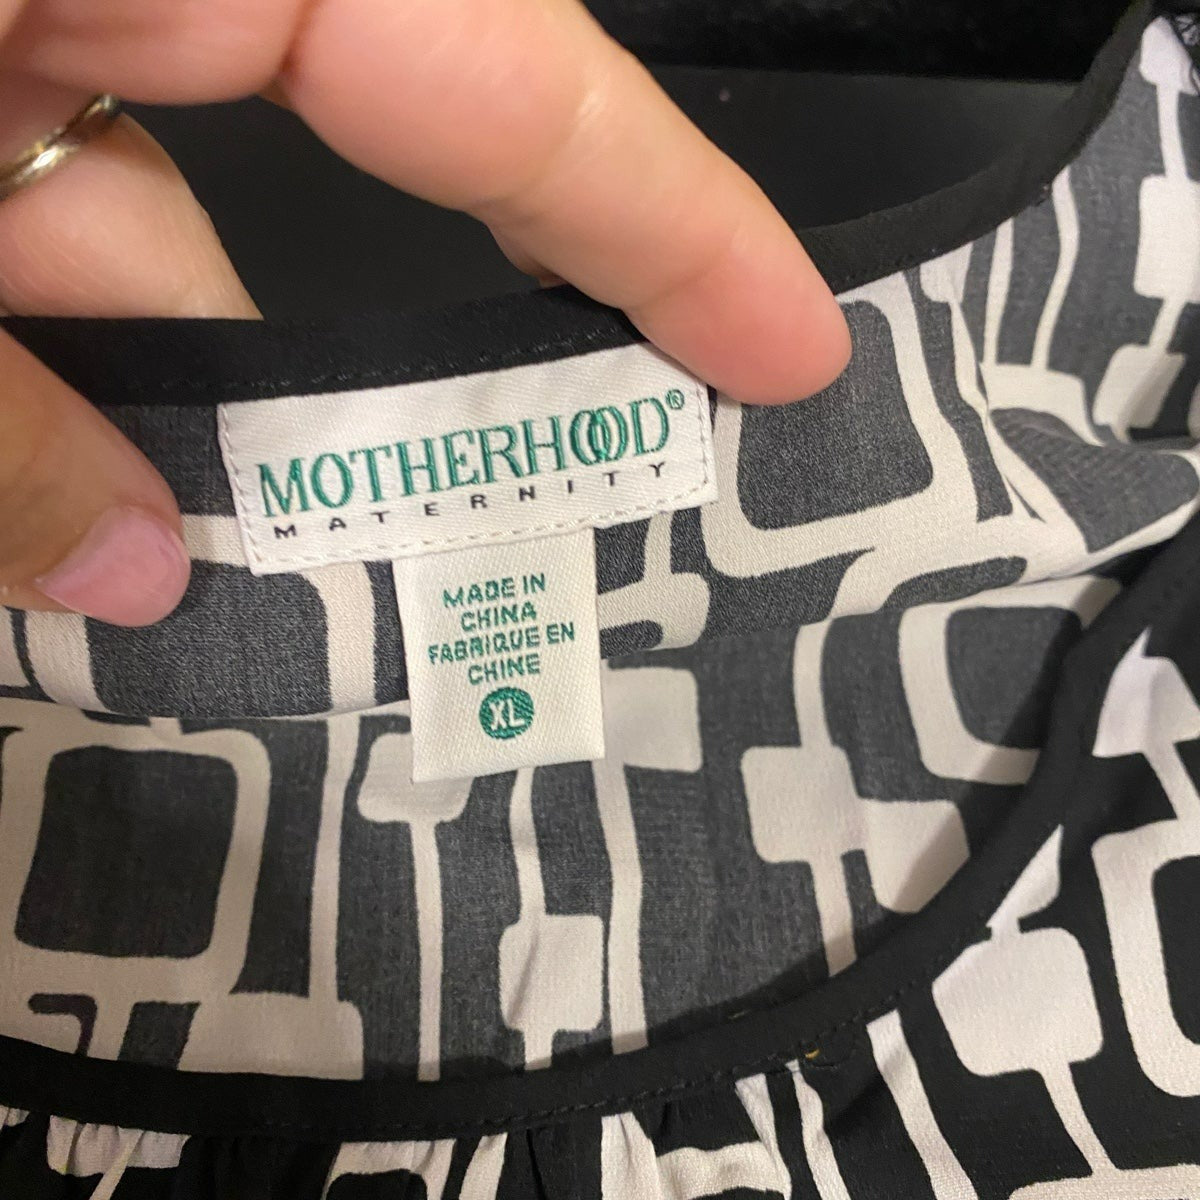 MOTHERHOOD®
MATERNITY
MADE IN
CHINA
FABRIQUE EN
CHINE
XL